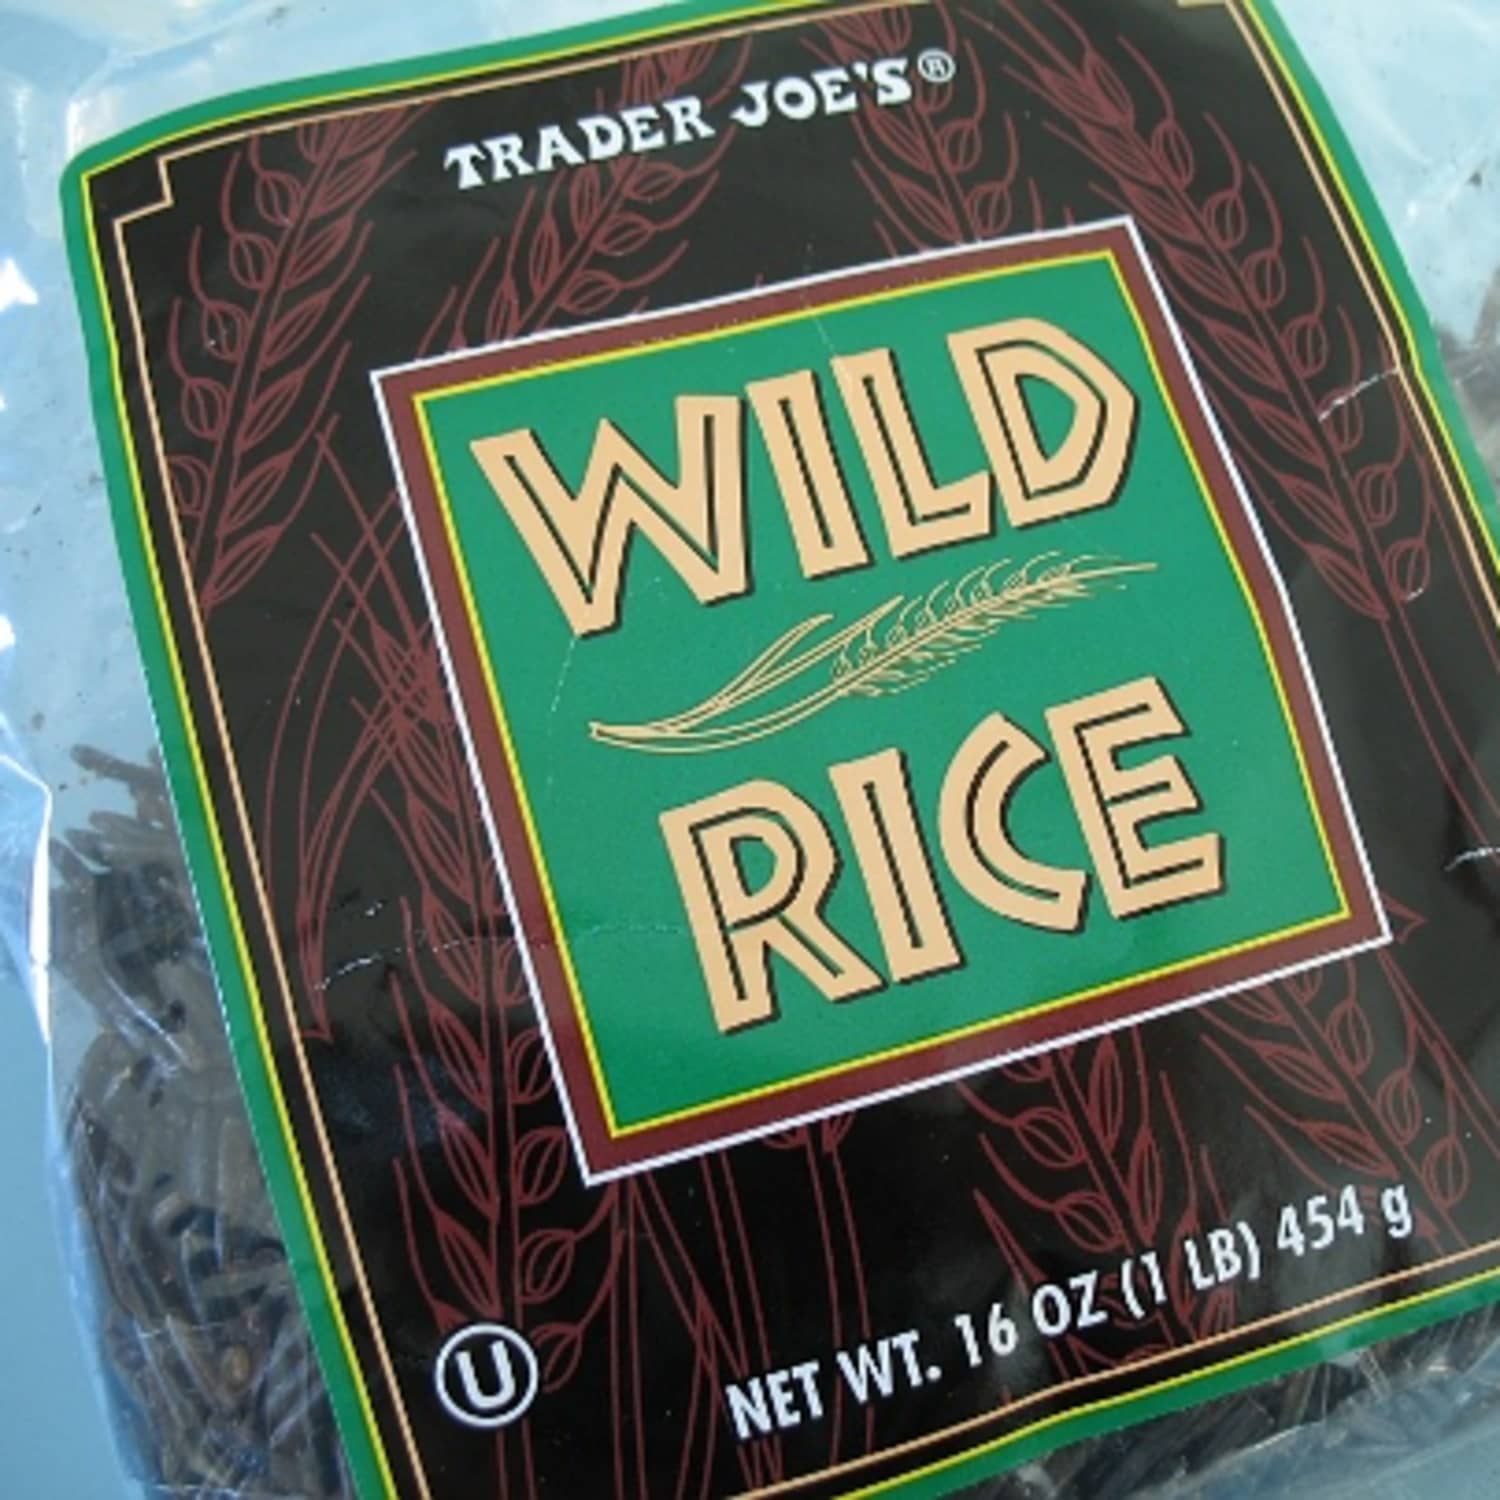 TRADER JOE'S®
WILD
RICE
NET WT. 16 OZ (1 LB) 454 g
U